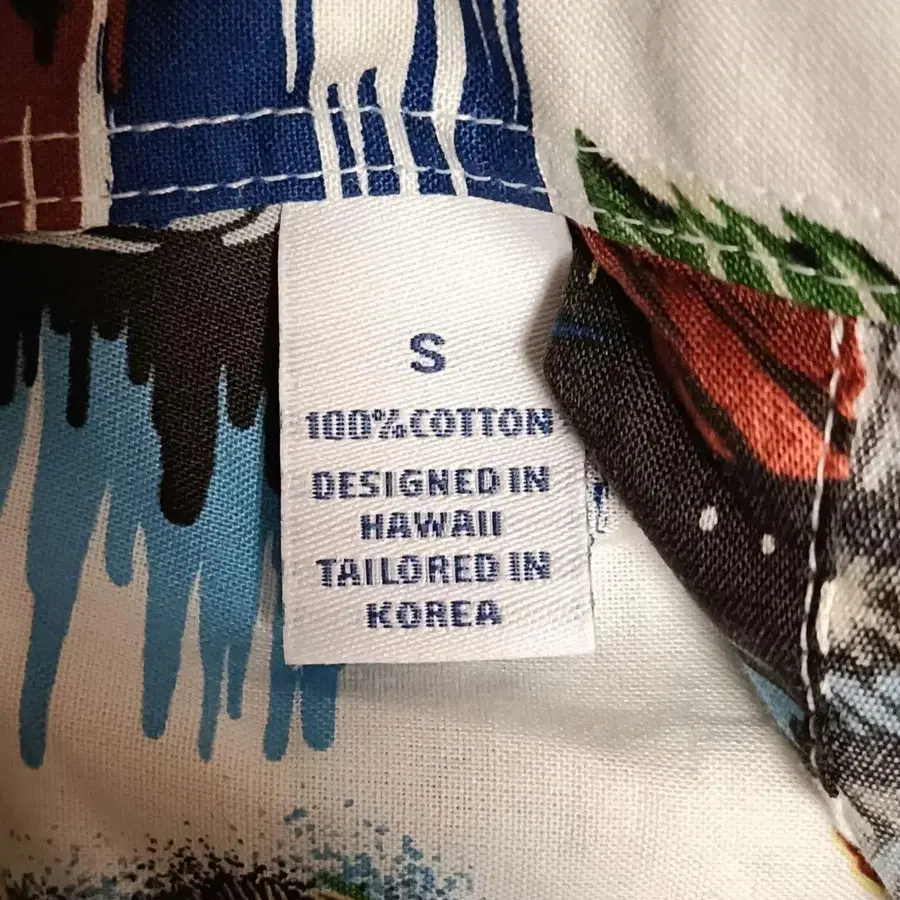 S
100% COTTON
DESIGNED IN
HAWAII
TAILORED IN
KOREA